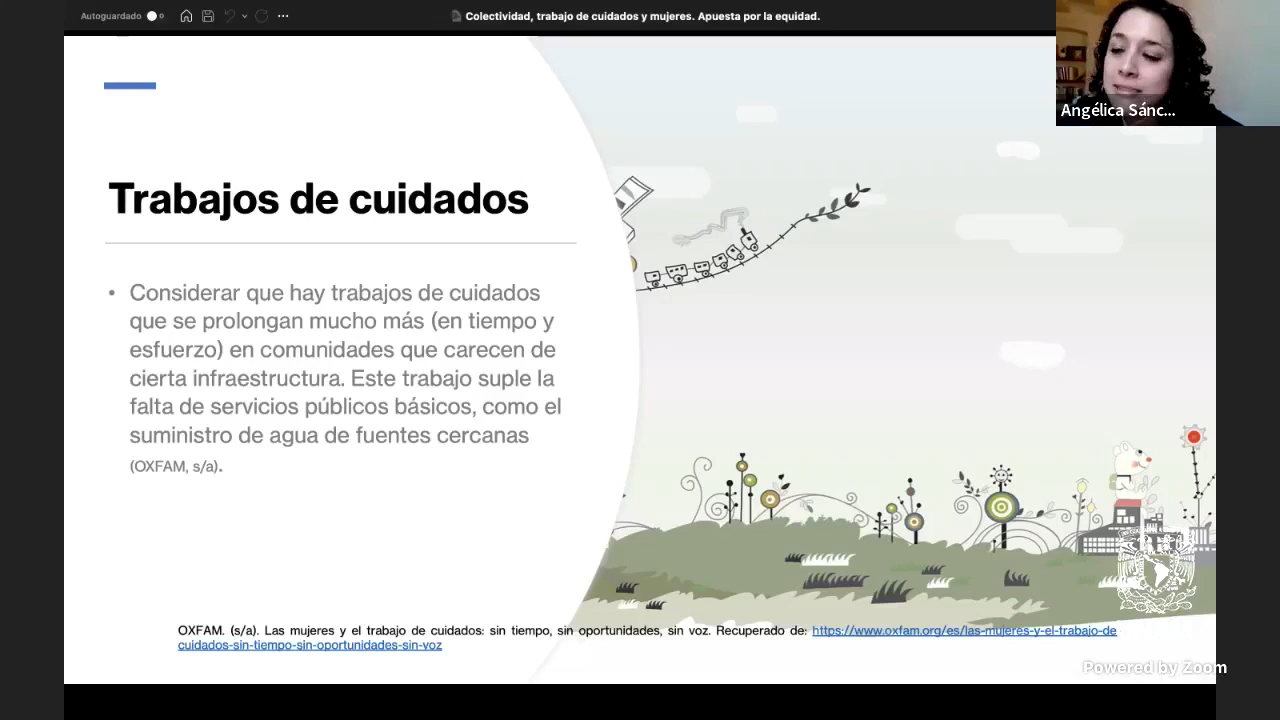 Autoguardado
Colectividad, trabajo de cuidados y mujeres. Apuesta por la equidad.
Angélica Sánc...
Trabajos de cuidados
• Considerar que hay trabajos de cuidados
que se prolongan mucho más (en tiempo y
esfuerzo) en comunidades que carecen de
cierta infraestructura. Este trabajo suple la
falta de servicios públicos básicos, como el
suministro de agua de fuentes cercanas
(OXFAM, s/a).
OXFAM. (s/a). Las mujeres y el trabajo de cuidados: sin tiempo, sin oportunidades, sin voz. Recuperado de: https://www.oxfam.org/es/las-mujeres-y-el-trabajo-de
cuidados-sin-tiempo-sin-oportunidades-sin-voz
Powered by Zoom